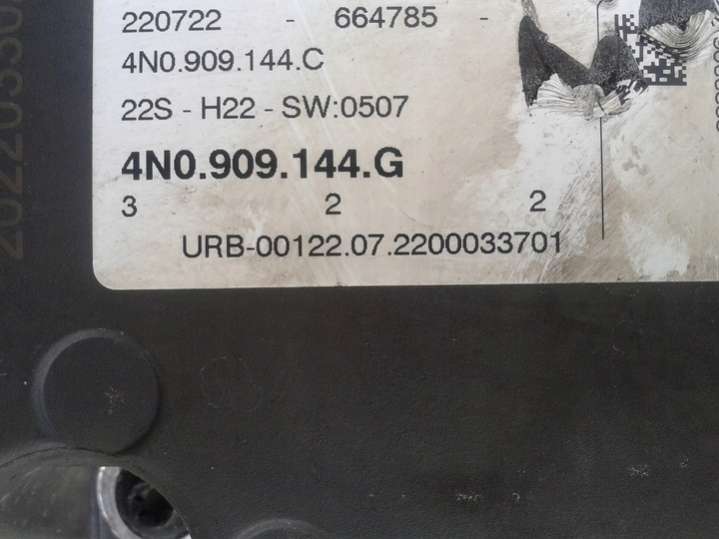 220722 - 664785 -
4N0.909.144.C
22S - H22 - SW:0507
4N0.909.144.G
3 2 2
URB-00122.07.2200033701